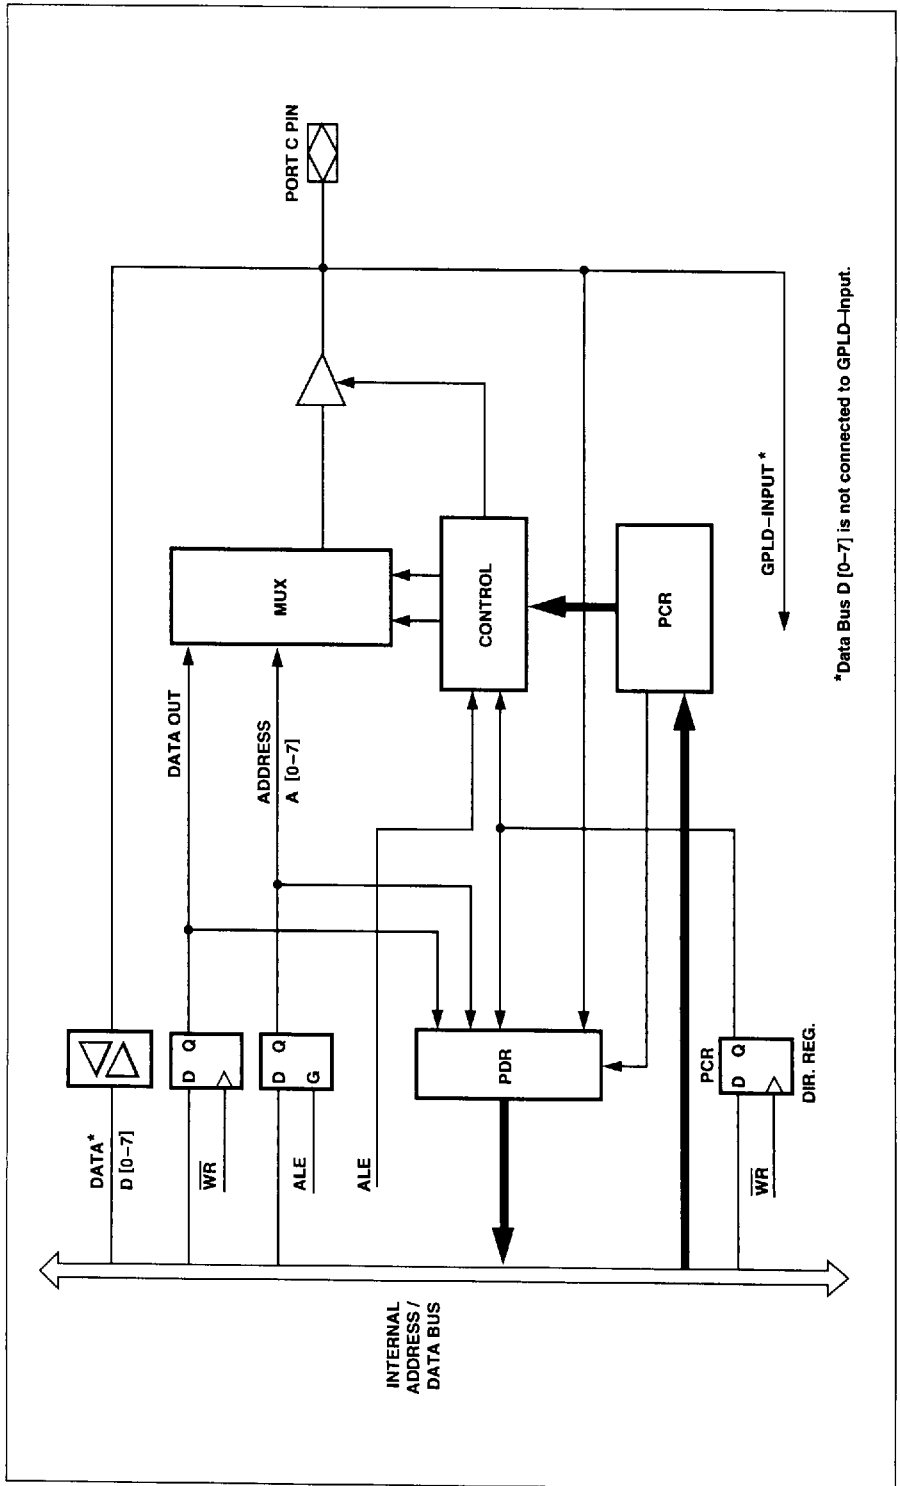 PORT C PIN
DATA OUT
ADDRESS
A [0–7]
MUX
CONTROL
PCR
GPLD–INPUT *
DATA*
D [0–7]
D Q
WR
D Q
G
ALE
ALE
PDR
PCR
D Q
DIR. REG.
WR
INTERNAL
ADDRESS /
DATA BUS
*Data Bus D [0–7] is not connected to GPLD–Input.